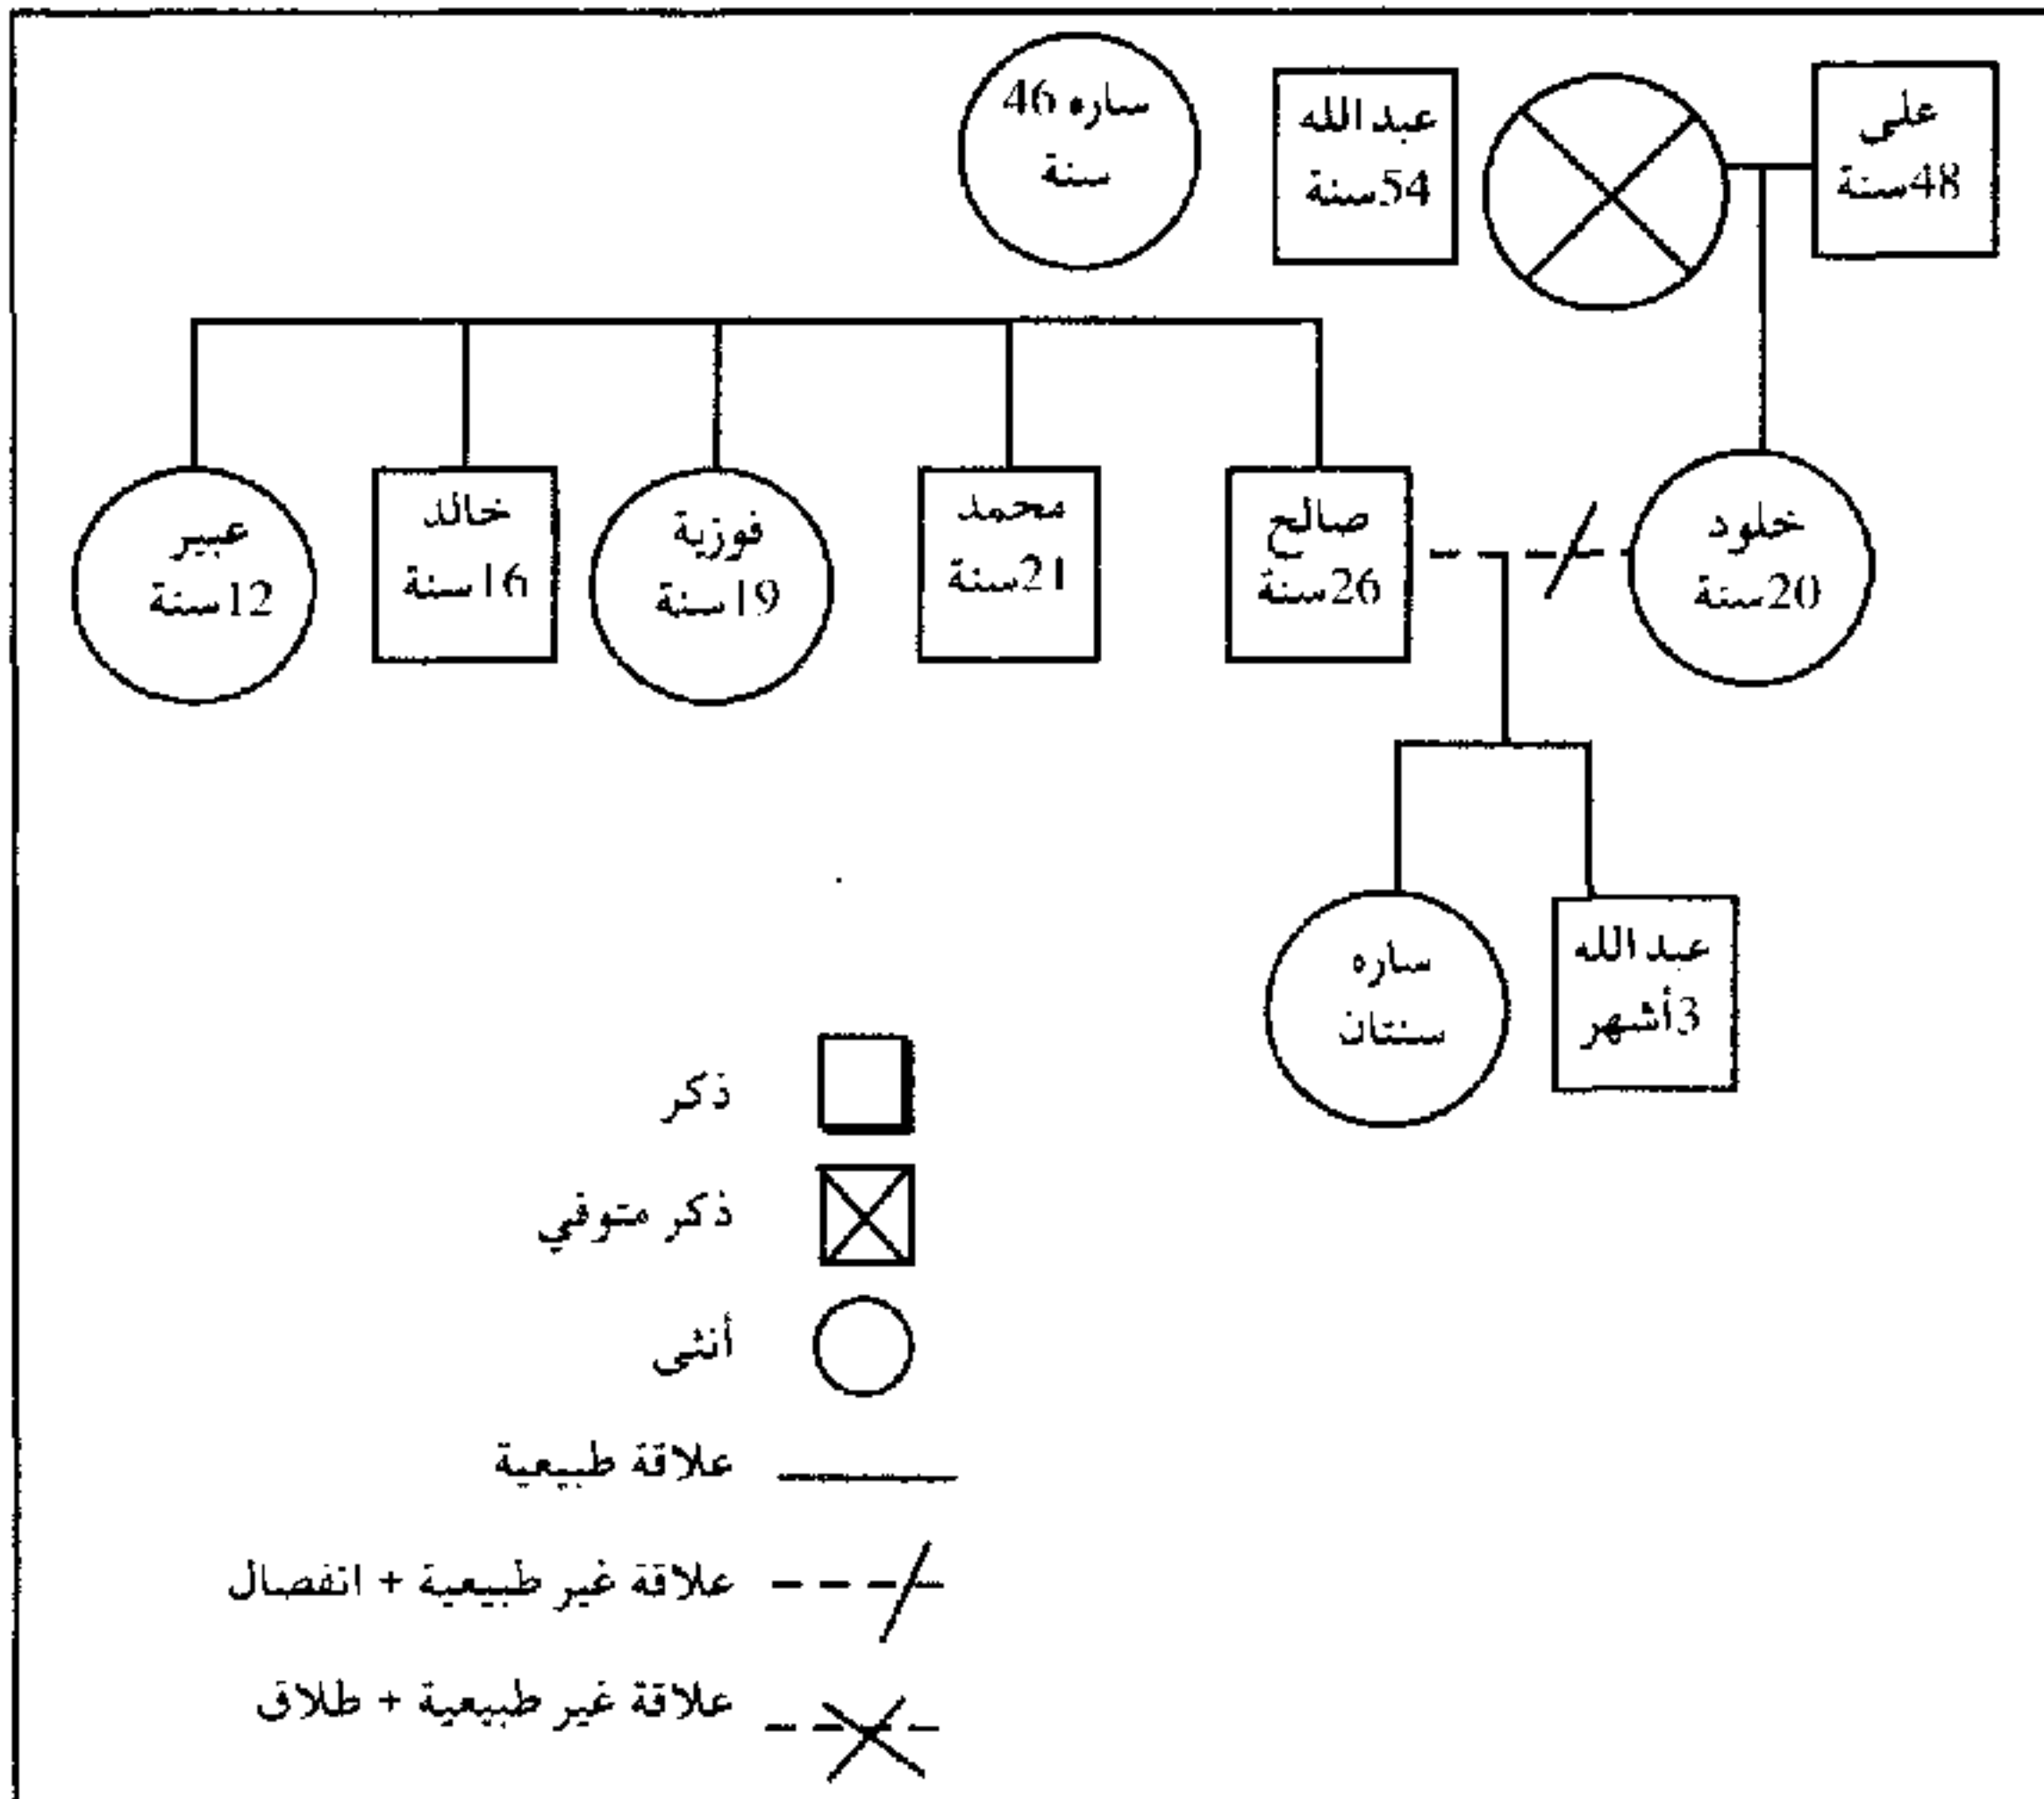 على
48سنة
عبد الله
54سنة
ساره 46
سنة
خلود
20سنة
صالح
26سنة
محمد
21سنة
فوزية
19سنة
خالد
16سنة
عبير
12سنة
عبد الله
3أشهر
ساره
سنتان
ذكر
ذكر متوفي
أنثى
علاقة طبيعية
علاقة غير طبيعية + انفصال
علاقة غير طبيعية + طلاق